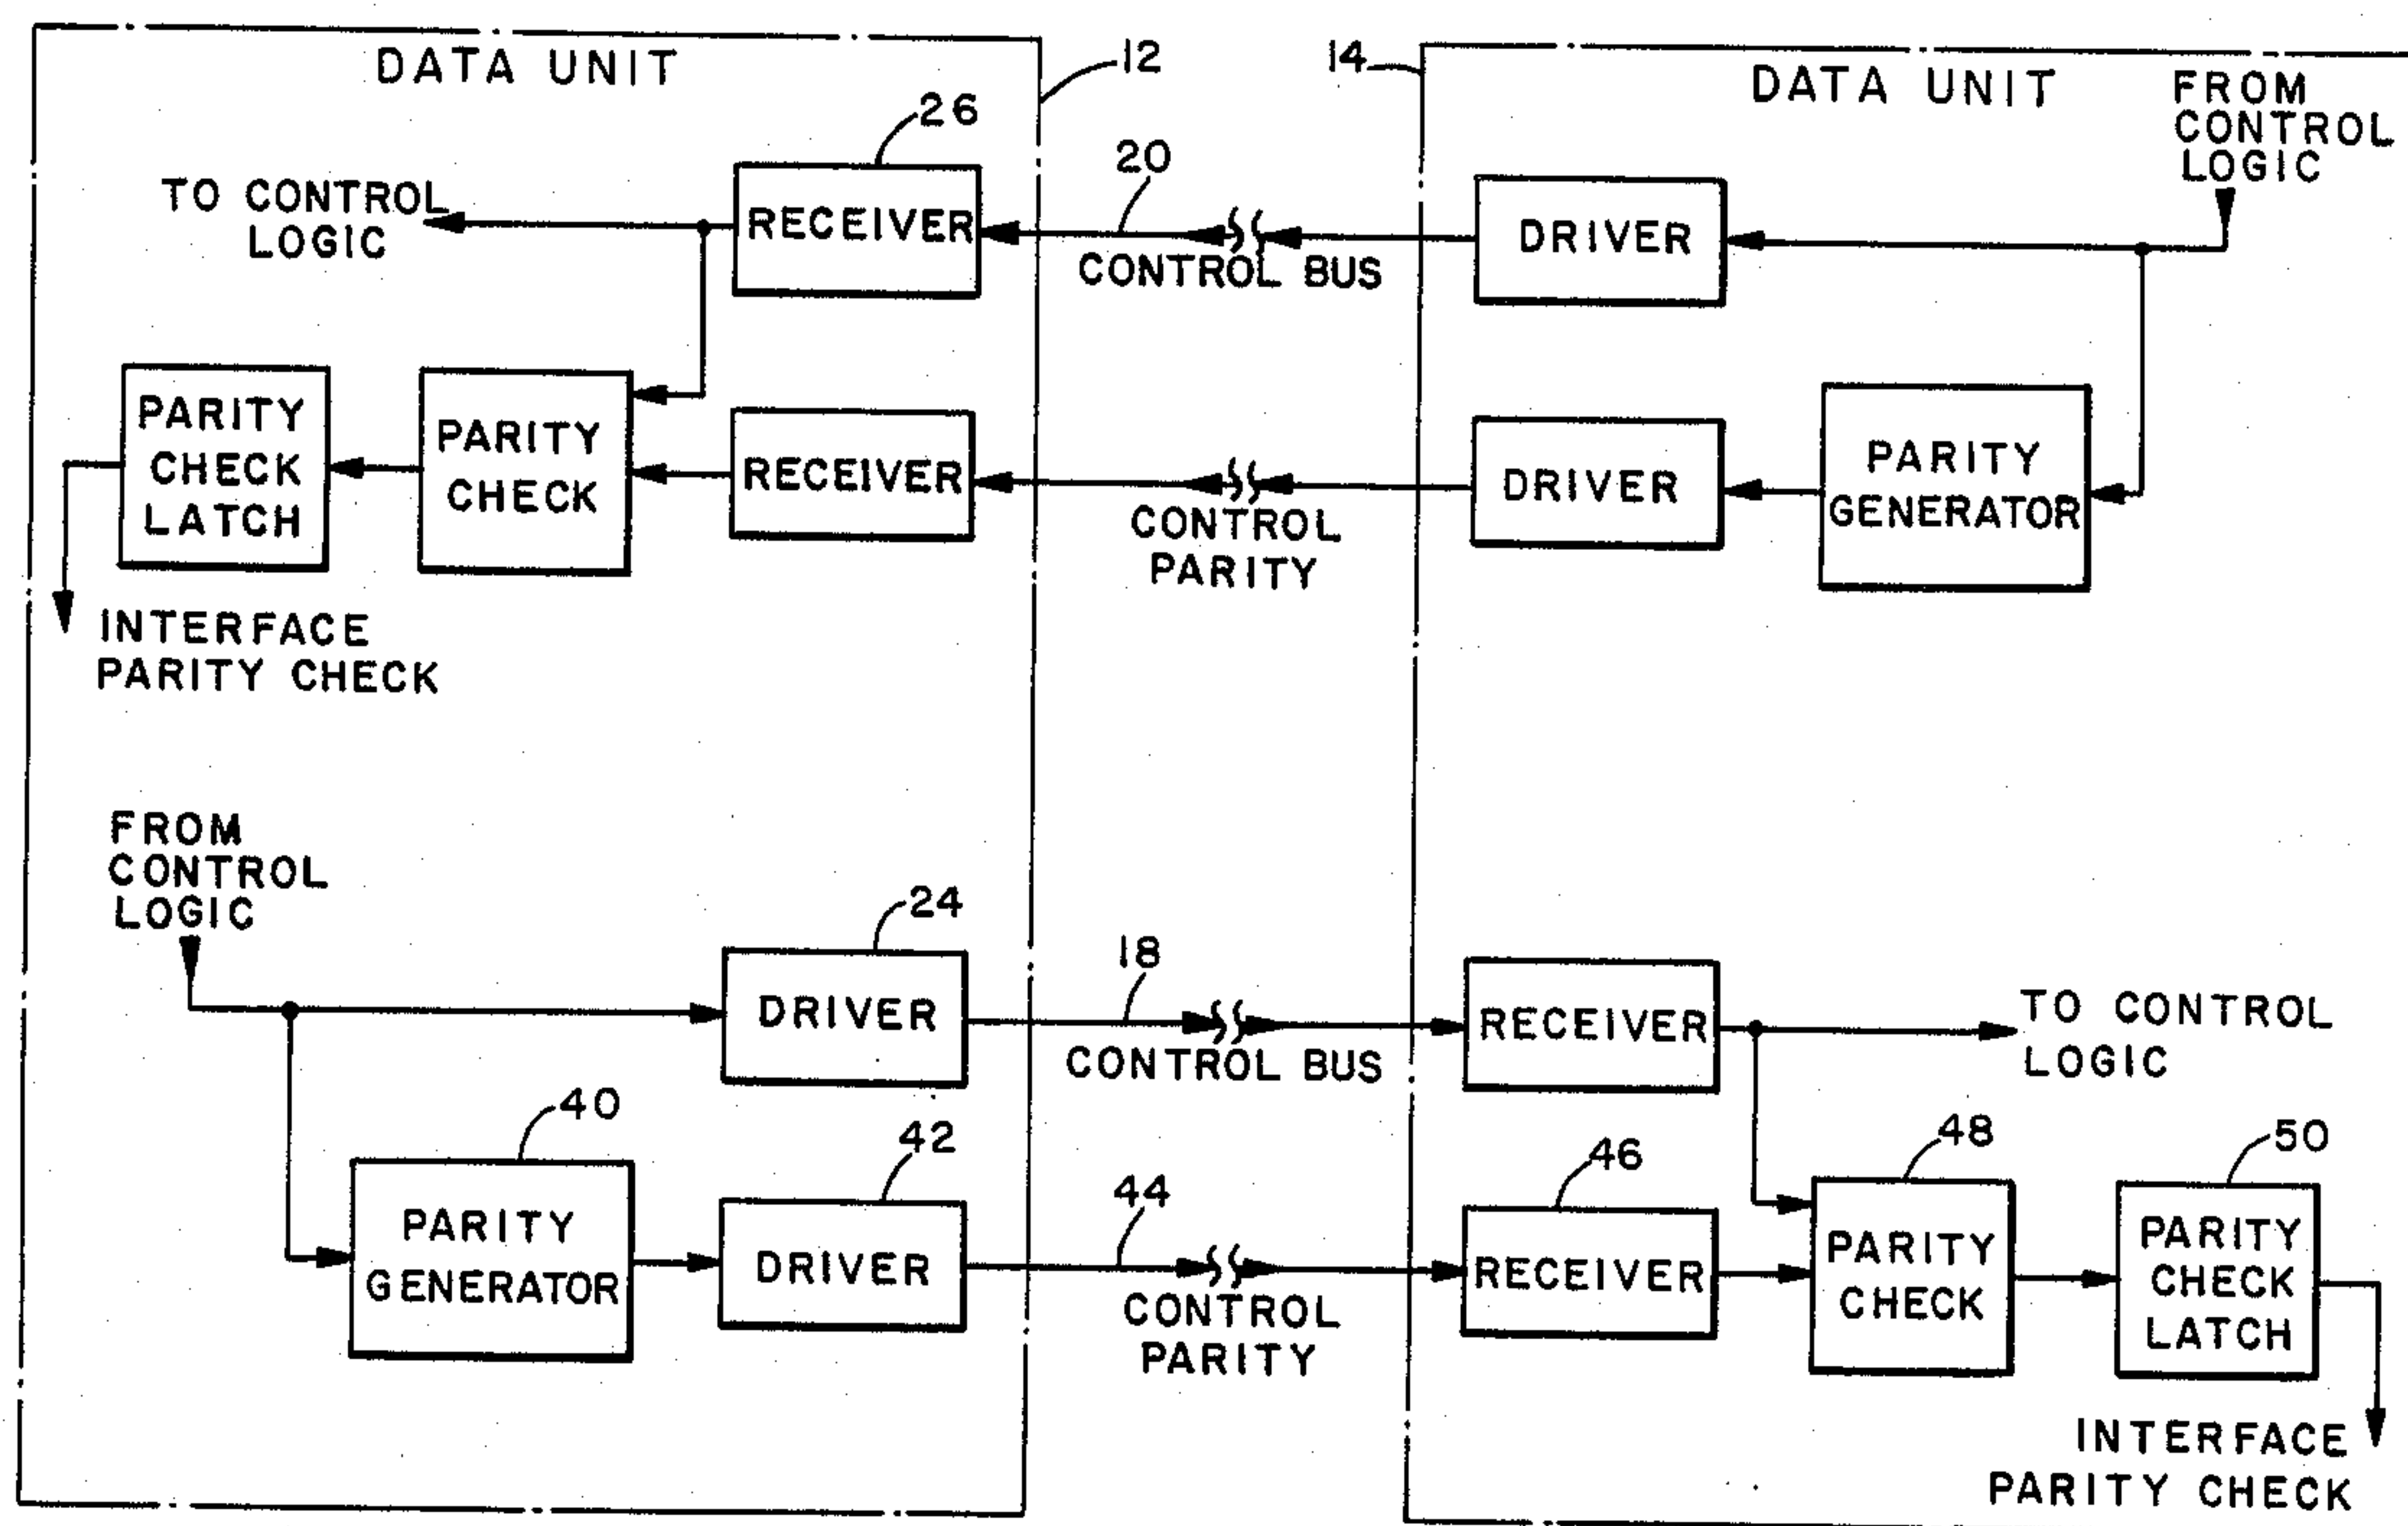 DATA UNIT
12
14
DATA UNIT
FROM
CONTROL
LOGIC
26
20
TO CONTROL
LOGIC
RECEIVER
CONTROL BUS
DRIVER
PARITY
CHECK
LATCH
PARITY
CHECK
RECEIVER
CONTROL
PARITY
DRIVER
PARITY
GENERATOR
INTERFACE
PARITY CHECK
FROM
CONTROL
LOGIC
24
DRIVER
18
CONTROL BUS
RECEIVER
TO CONTROL
LOGIC
40
PARITY
GENERATOR
42
DRIVER
44
CONTROL
PARITY
46
RECEIVER
48
PARITY
CHECK
50
PARITY
CHECK
LATCH
INTERFACE
PARITY CHECK